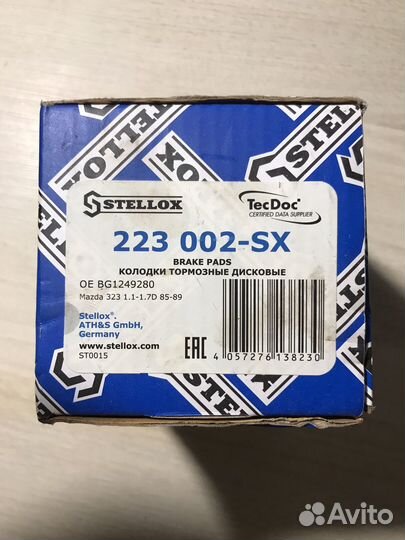 STELLOX
STELLOX
TecDoc
CERTIFIED DATA SUPPLIER
223 002-SX
BRAKE PADS
КОЛОДКИ ТОРМОЗНЫЕ ДИСКОВЫЕ
OE BG1249280
Mazda 323 1.1-1.7D 85-89
Stellox®.
ATH&S GmbH,
Germany
www.stellox.com
ST0015
EAC
4 057276 138230
Avito